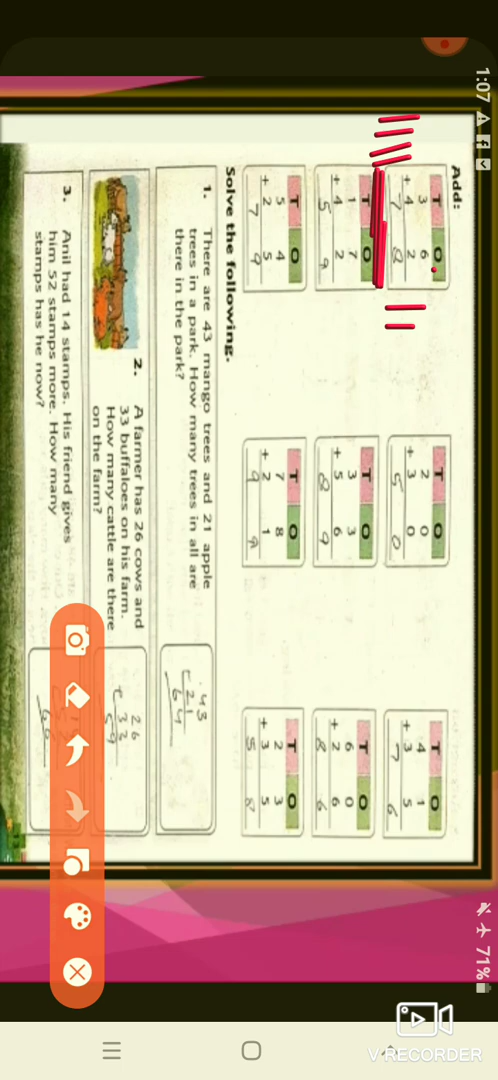 1:07
71%
Add:
T O T O T O
3 6 2 0 4 1
+ 4 2 + 3 0 + 3 5
7 8 5 0 7 6
T O T O T O
1 7 3 3 6 0
+ 4 2 + 5 6 + 2 6
5 9 8 9 8 6
T O T O T O
5 4 7 8 2 3
+ 2 5 + 2 1 + 3 5
7 9 9 9 5 8
Solve the following.
1. There are 43 mango trees and 21 apple
trees in a park. How many trees in all are
there in the park?
43
+ 21
64
2. A farmer has 26 cows and
33 buffaloes on his farm.
How many cattle are there
on the farm?
26
+ 33
59
3. Anil had 14 stamps. His friend gives
him 52 stamps more. How many
stamps has he now?
66
V RECORDER